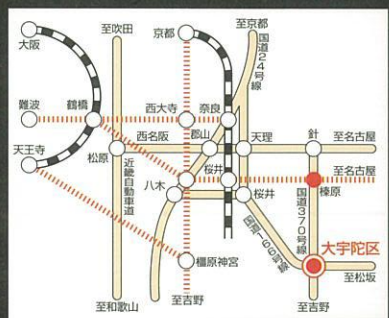 大阪
至吹田
京都
至京都
国道24号線
難波
鶴橋
西大寺
奈良
西名阪
郡山
天理
針
至名古屋
天王寺
松原
近畿自動車道
八木
桜井
桜井
至名古屋
榛原
国道370号線
国道166号線
大宇陀区
橿原神宮
至松坂
至和歌山
至吉野
至吉野